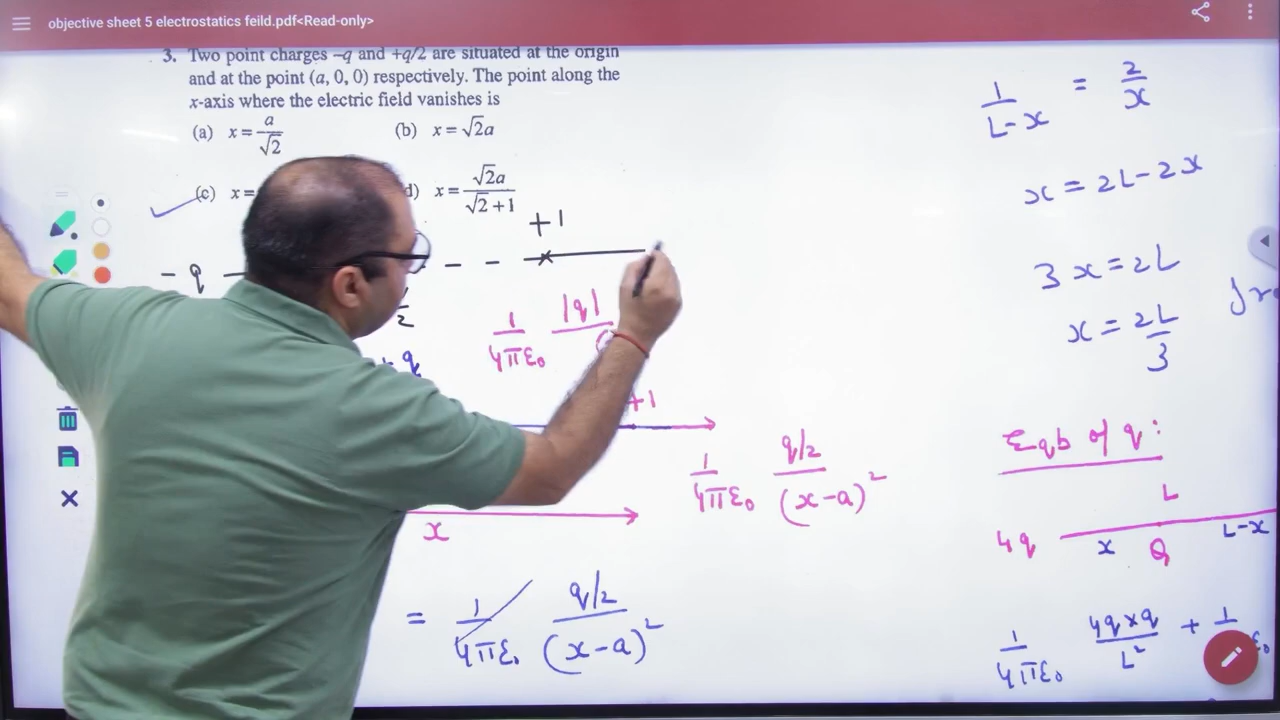 objective sheet 5 electrostatics feild.pdf<Read-only>
3. Two point charges –q and +q/2 are situated at the origin
and at the point (a, 0, 0) respectively. The point along the
x-axis where the electric field vanishes is
(a) x = a/√2 (b) x = √2a
(c) x = d) x = √2a/(√2+1)
+1
- q
2
1/4πε₀ |q|
q
+1
1/4πε₀ q/2/(x-a)²
x
= 1/4πε₀ q/2/(x-a)²
1/L-x = 2/x
x = 2L-2x
3x = 2L
x = 2L/3
Eqb of q:
L
4q x Q L-x
1/4πε₀ 4q×q/L² + 1